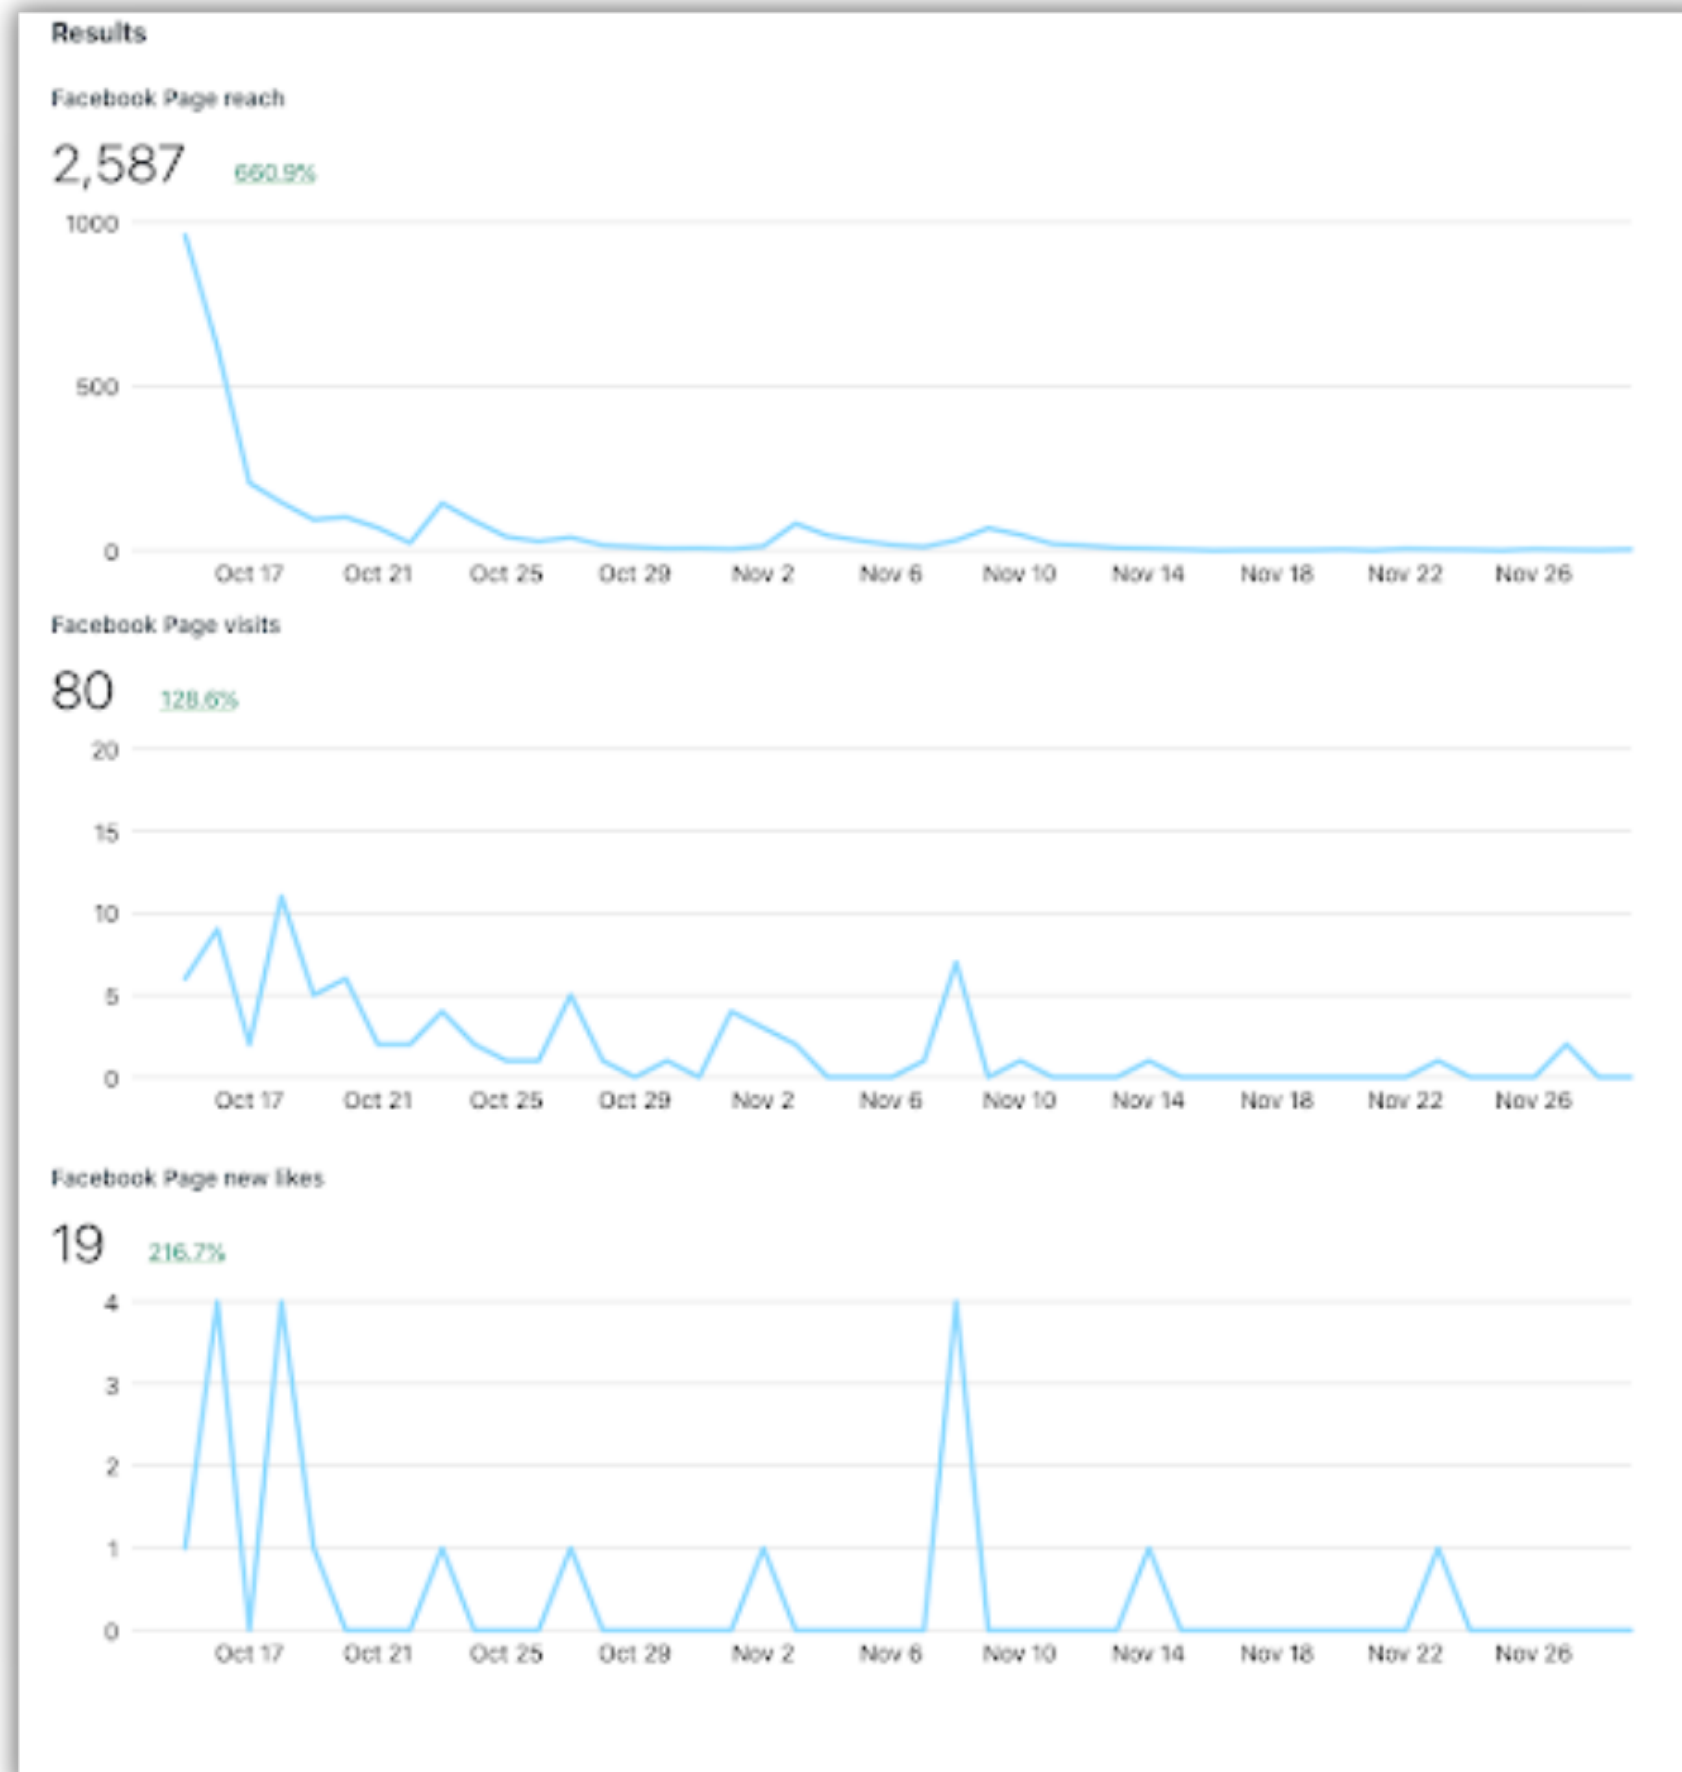 Results
Facebook Page reach
2,587 660.9%
1000
500
0
Oct 17 Oct 21 Oct 25 Oct 29 Nov 2 Nov 6 Nov 10 Nov 14 Nov 18 Nov 22 Nov 26
Facebook Page visits
80 128.6%
20
15
10
5
0
Oct 17 Oct 21 Oct 25 Oct 29 Nov 2 Nov 6 Nov 10 Nov 14 Nov 18 Nov 22 Nov 26
Facebook Page new likes
19 216.7%
4
3
2
1
0
Oct 17 Oct 21 Oct 25 Oct 29 Nov 2 Nov 6 Nov 10 Nov 14 Nov 18 Nov 22 Nov 26